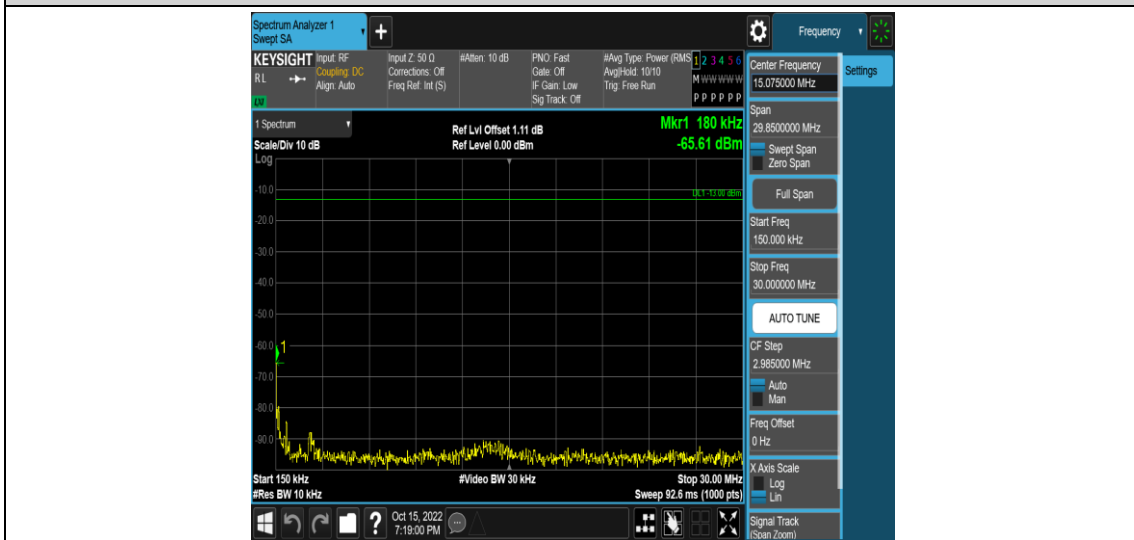 Spectrum Analyzer 1
Swept SA
+
Frequency
KEYSIGHT
RL
LXI
Input: RF
Coupling: DC
Align: Auto
Input Z: 50 Ω
Corrections: Off
Freq Ref: Int (S)
#Atten: 10 dB
PNO: Fast
Gate: Off
IF Gain: Low
Sig Track: Off
#Avg Type: Power (RMS
Avg|Hold: 10/10
Trig: Free Run
1 2 3 4 5 6
M W W W W W
P P P P P P
1 Spectrum
Scale/Div 10 dB
Ref Lvl Offset 1.11 dB
Ref Level 0.00 dBm
Mkr1 180 kHz
-65.61 dBm
Log
DL1 -13.00 dBm
-10.0
-20.0
-30.0
-40.0
-50.0
-60.0
1
-70.0
-80.0
-90.0
Start 150 kHz
#Video BW 30 kHz
Stop 30.00 MHz
#Res BW 10 kHz
Sweep 92.6 ms (1000 pts)
?
Oct 15, 2022
7:19:00 PM
Center Frequency
15.075000 MHz
Settings
Span
29.8500000 MHz
Swept Span
Zero Span
Full Span
Start Freq
150.000 kHz
Stop Freq
30.000000 MHz
AUTO TUNE
CF Step
2.985000 MHz
Auto
Man
Freq Offset
0 Hz
X Axis Scale
Log
Lin
Signal Track
(Span Zoom)